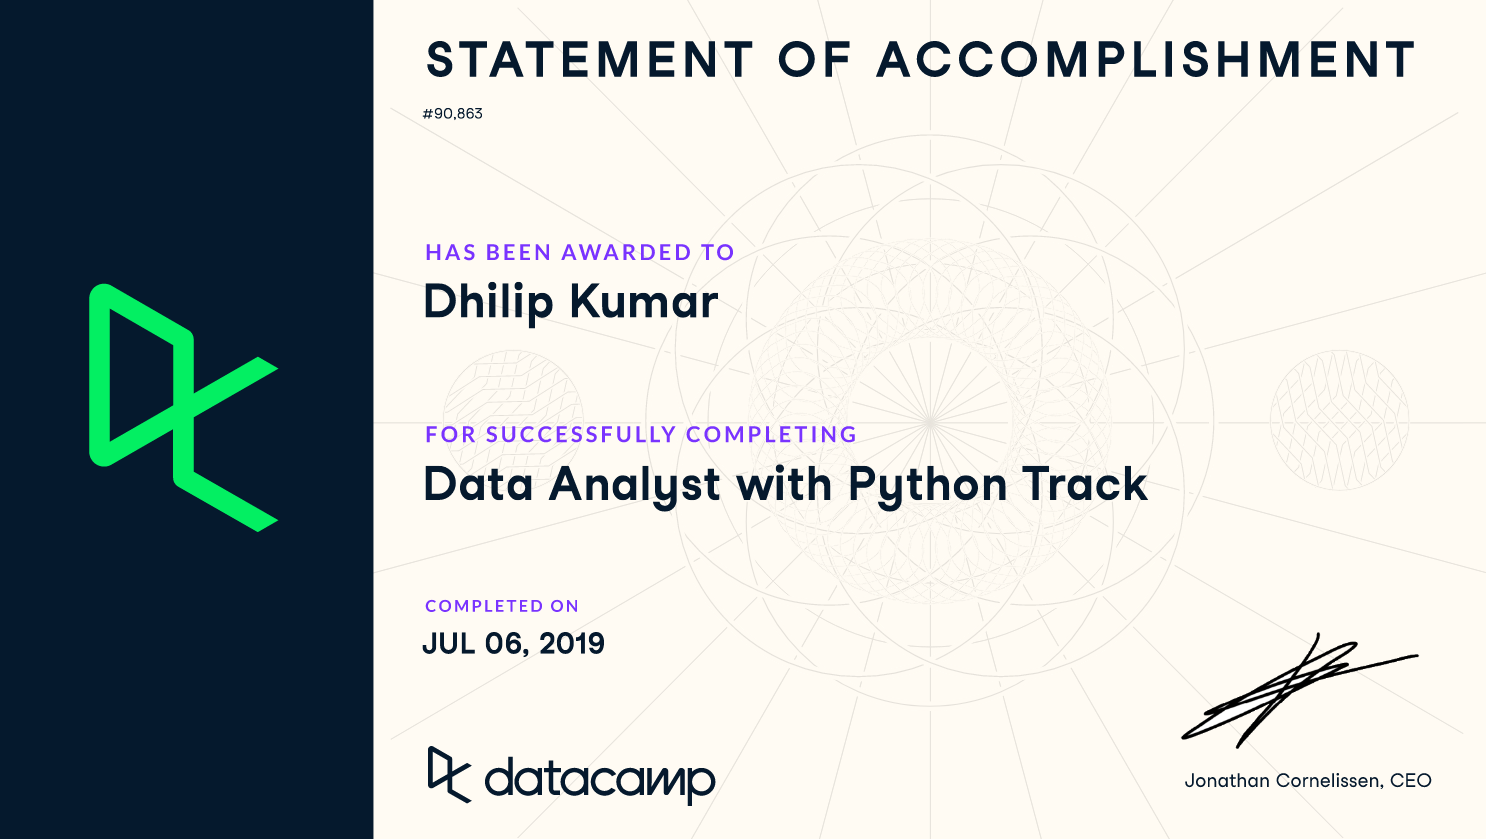 STATEMENT OF ACCOMPLISHMENT
#90,863
HAS BEEN AWARDED TO
Dhilip Kumar
FOR SUCCESSFULLY COMPLETING
Data Analyst with Python Track
COMPLETED ON
JUL 06, 2019
datacamp
Jonathan Cornelissen, CEO